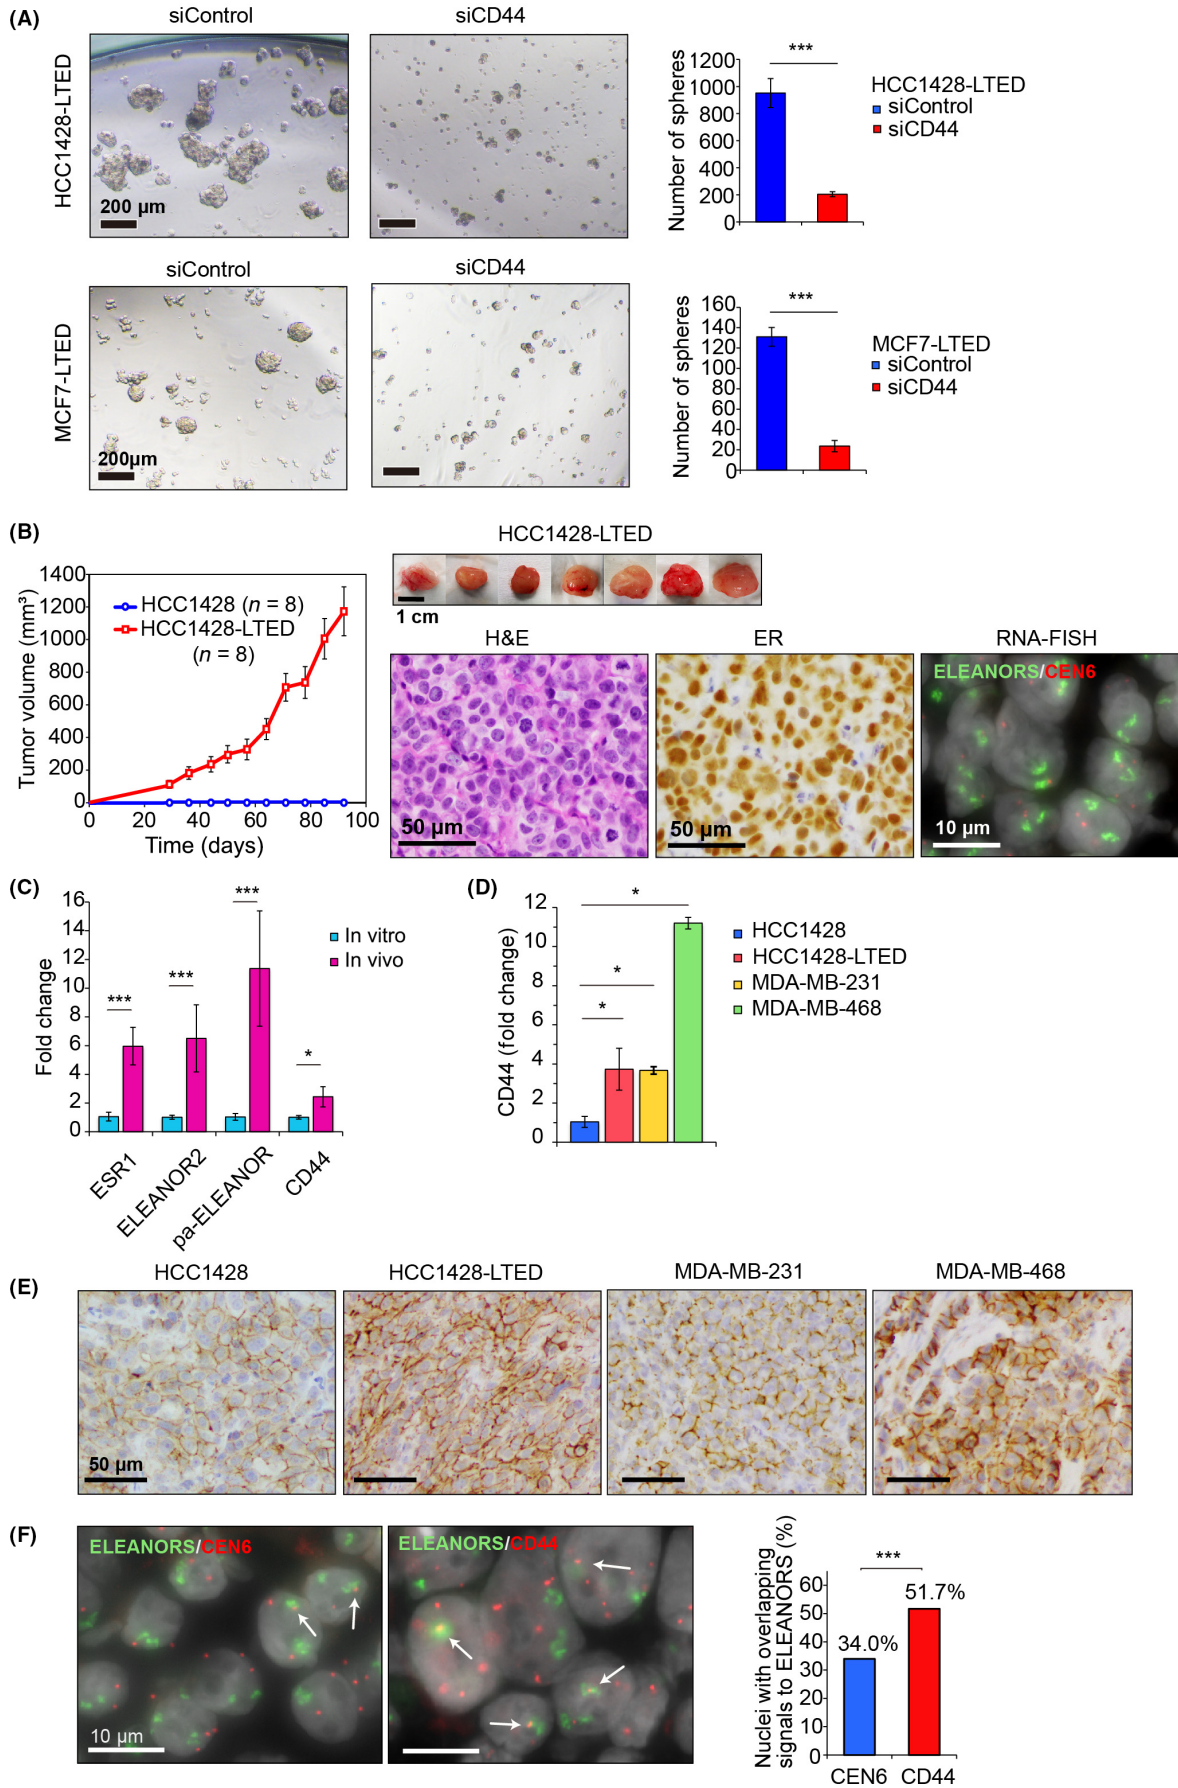 (A)
siControl
siCD44
HCC1428-LTED
200 µm
Number of spheres
1200
1000
800
600
400
200
0
***
HCC1428-LTED
siControl
siCD44
siControl
siCD44
MCF7-LTED
200µm
Number of spheres
160
140
120
100
80
60
40
20
0
***
MCF7-LTED
siControl
siCD44
(B)
Tumor volume (mm³)
1400
1200
1000
800
600
400
200
0
HCC1428 (n = 8)
HCC1428-LTED
(n = 8)
0 20 40 60 80 100
Time (days)
HCC1428-LTED
1 cm
H&E
ER
RNA-FISH
50 µm
50 µm
ELEANORS/CEN6
10 µm
(C)
Fold change
16
14
12
10
8
6
4
2
0
***
***
***
*
In vitro
In vivo
ESR1
ELEANOR2
pa-ELEANOR
CD44
(D)
CD44 (fold change)
12
10
8
6
4
2
0
*
*
*
HCC1428
HCC1428-LTED
MDA-MB-231
MDA-MB-468
(E)
HCC1428
HCC1428-LTED
MDA-MB-231
MDA-MB-468
50 µm
(F)
ELEANORS/CEN6
10 µm
ELEANORS/CD44
Nuclei with overlapping
signals to ELEANORS (%)
60
50
40
30
20
10
0
***
34.0%
51.7%
CEN6
CD44